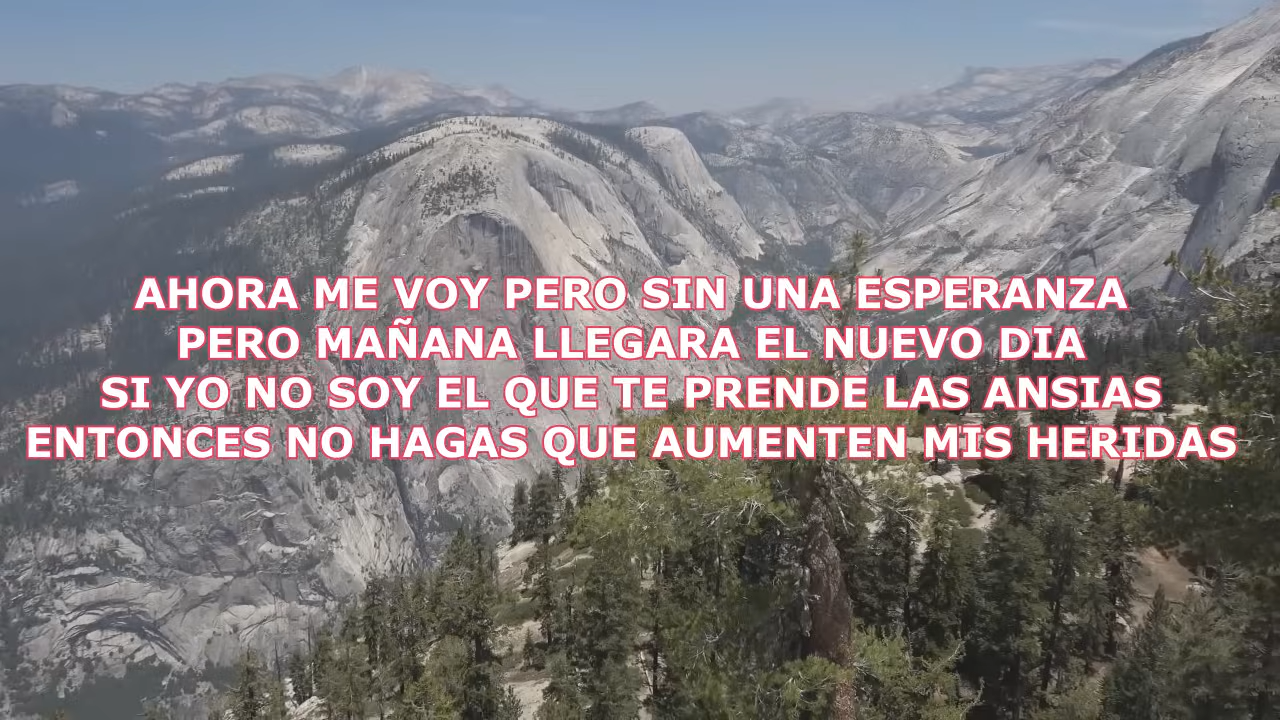 AHORA ME VOY PERO SIN UNA ESPERANZA
PERO MAÑANA LLEGARA EL NUEVO DIA
SI YO NO SOY EL QUE TE PRENDE LAS ANSIAS
ENTONCES NO HAGAS QUE AUMENTEN MIS HERIDAS